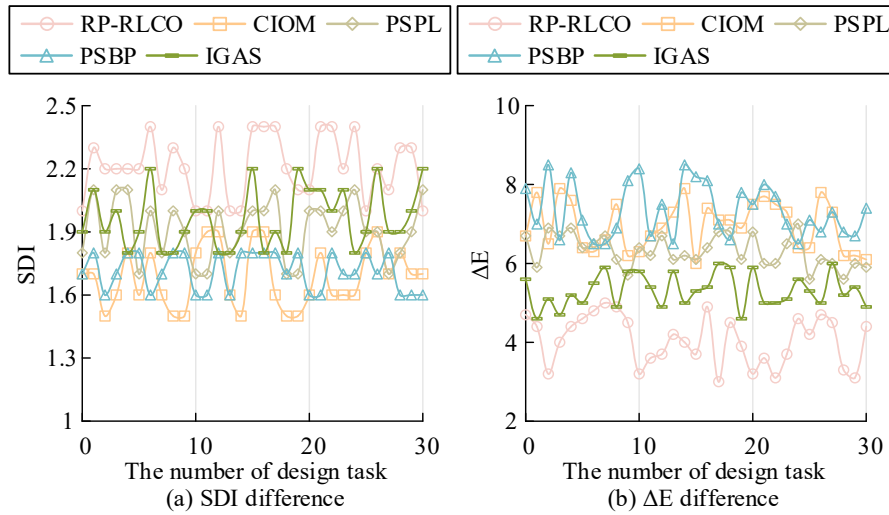 RP-RLCO CIOM PSPL
PSBP IGAS
2.5
2.2
1.9
1.6
1.3
1
SDI
0 10 20 30
The number of design task
(a) SDI difference
RP-RLCO CIOM PSPL
PSBP IGAS
10
8
6
4
2
ΔE
0 10 20 30
The number of design task
(b) ΔE difference